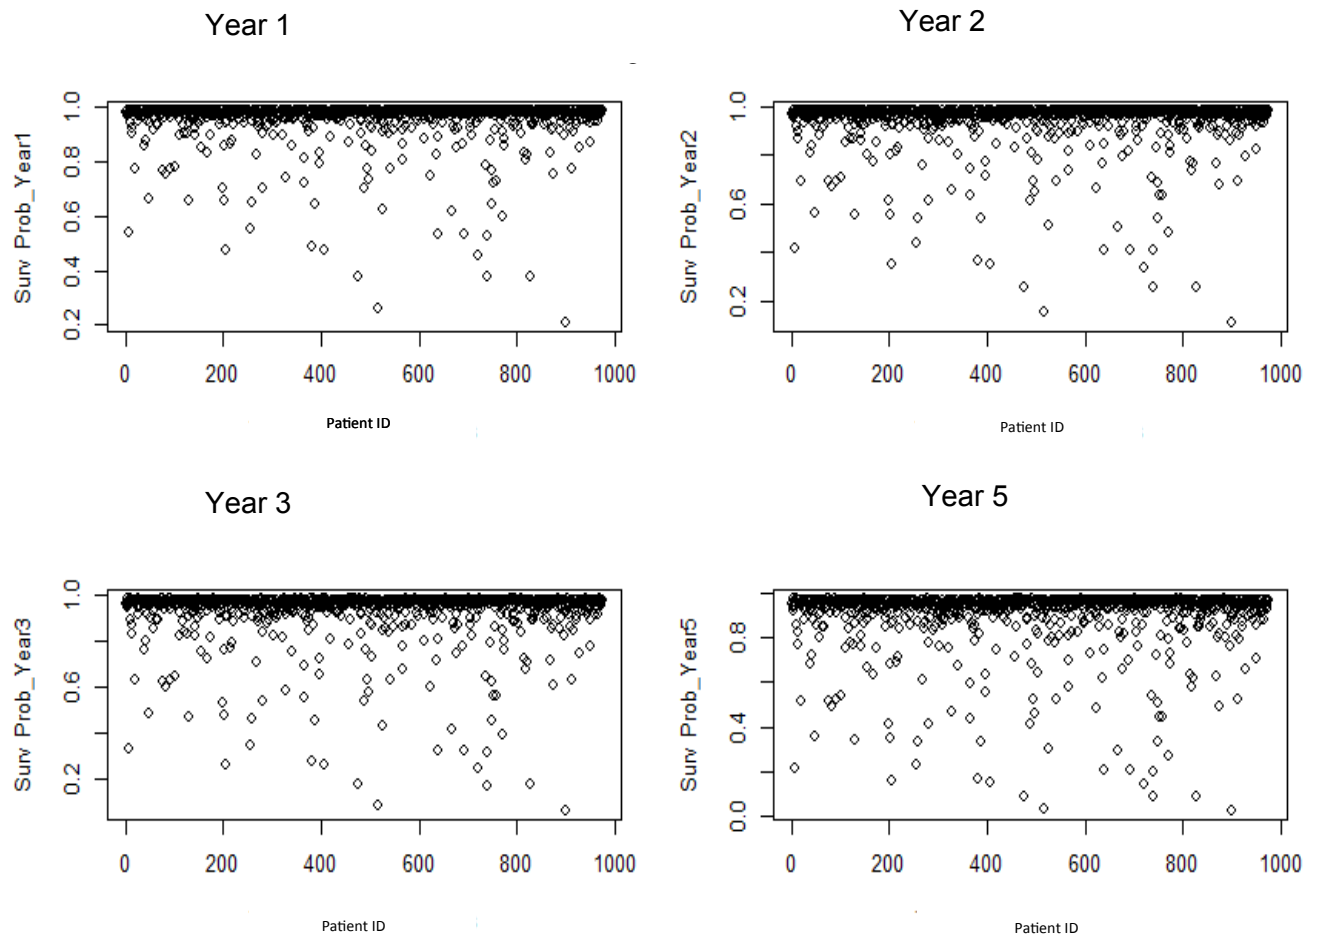 Year 1
Year 2
Surv Prob_Year1
1.0
0.8
0.6
0.4
0.2
0 200 400 600 800 1000
Patient ID
Surv Prob_Year2
1.0
0.6
0.2
0 200 400 600 800 1000
Patient ID
Year 3
Year 5
Surv Prob_Year3
1.0
0.6
0.2
0 200 400 600 800 1000
Patient ID
Surv Prob_Year5
0.8
0.4
0.0
0 200 400 600 800 1000
Patient ID